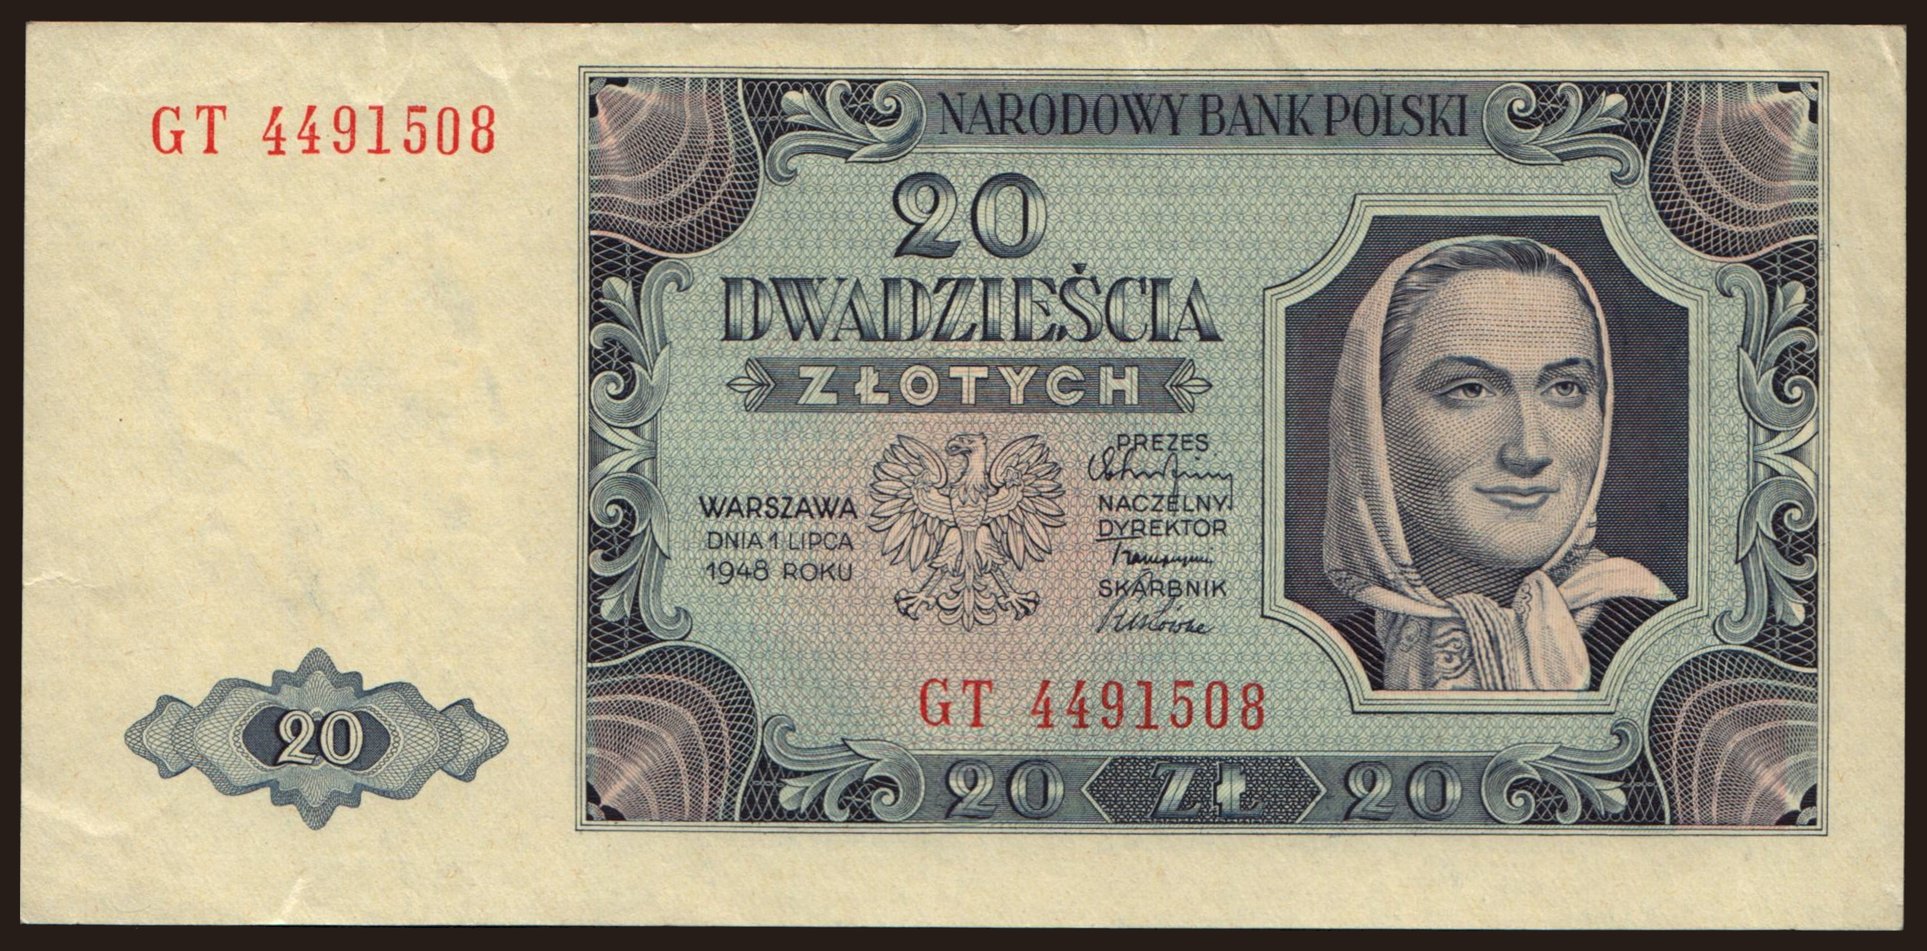 GT 4491508
NARODOWY BANK POLSKI
20
DWADZIEŚCIA
ZŁOTYCH
WARSZAWA
DNIA 1 LIPCA
1948 ROKU
PREZES
NACZELNY
DYREKTOR
SKARBNIK
GT 4491508
20
20 ZŁ 20